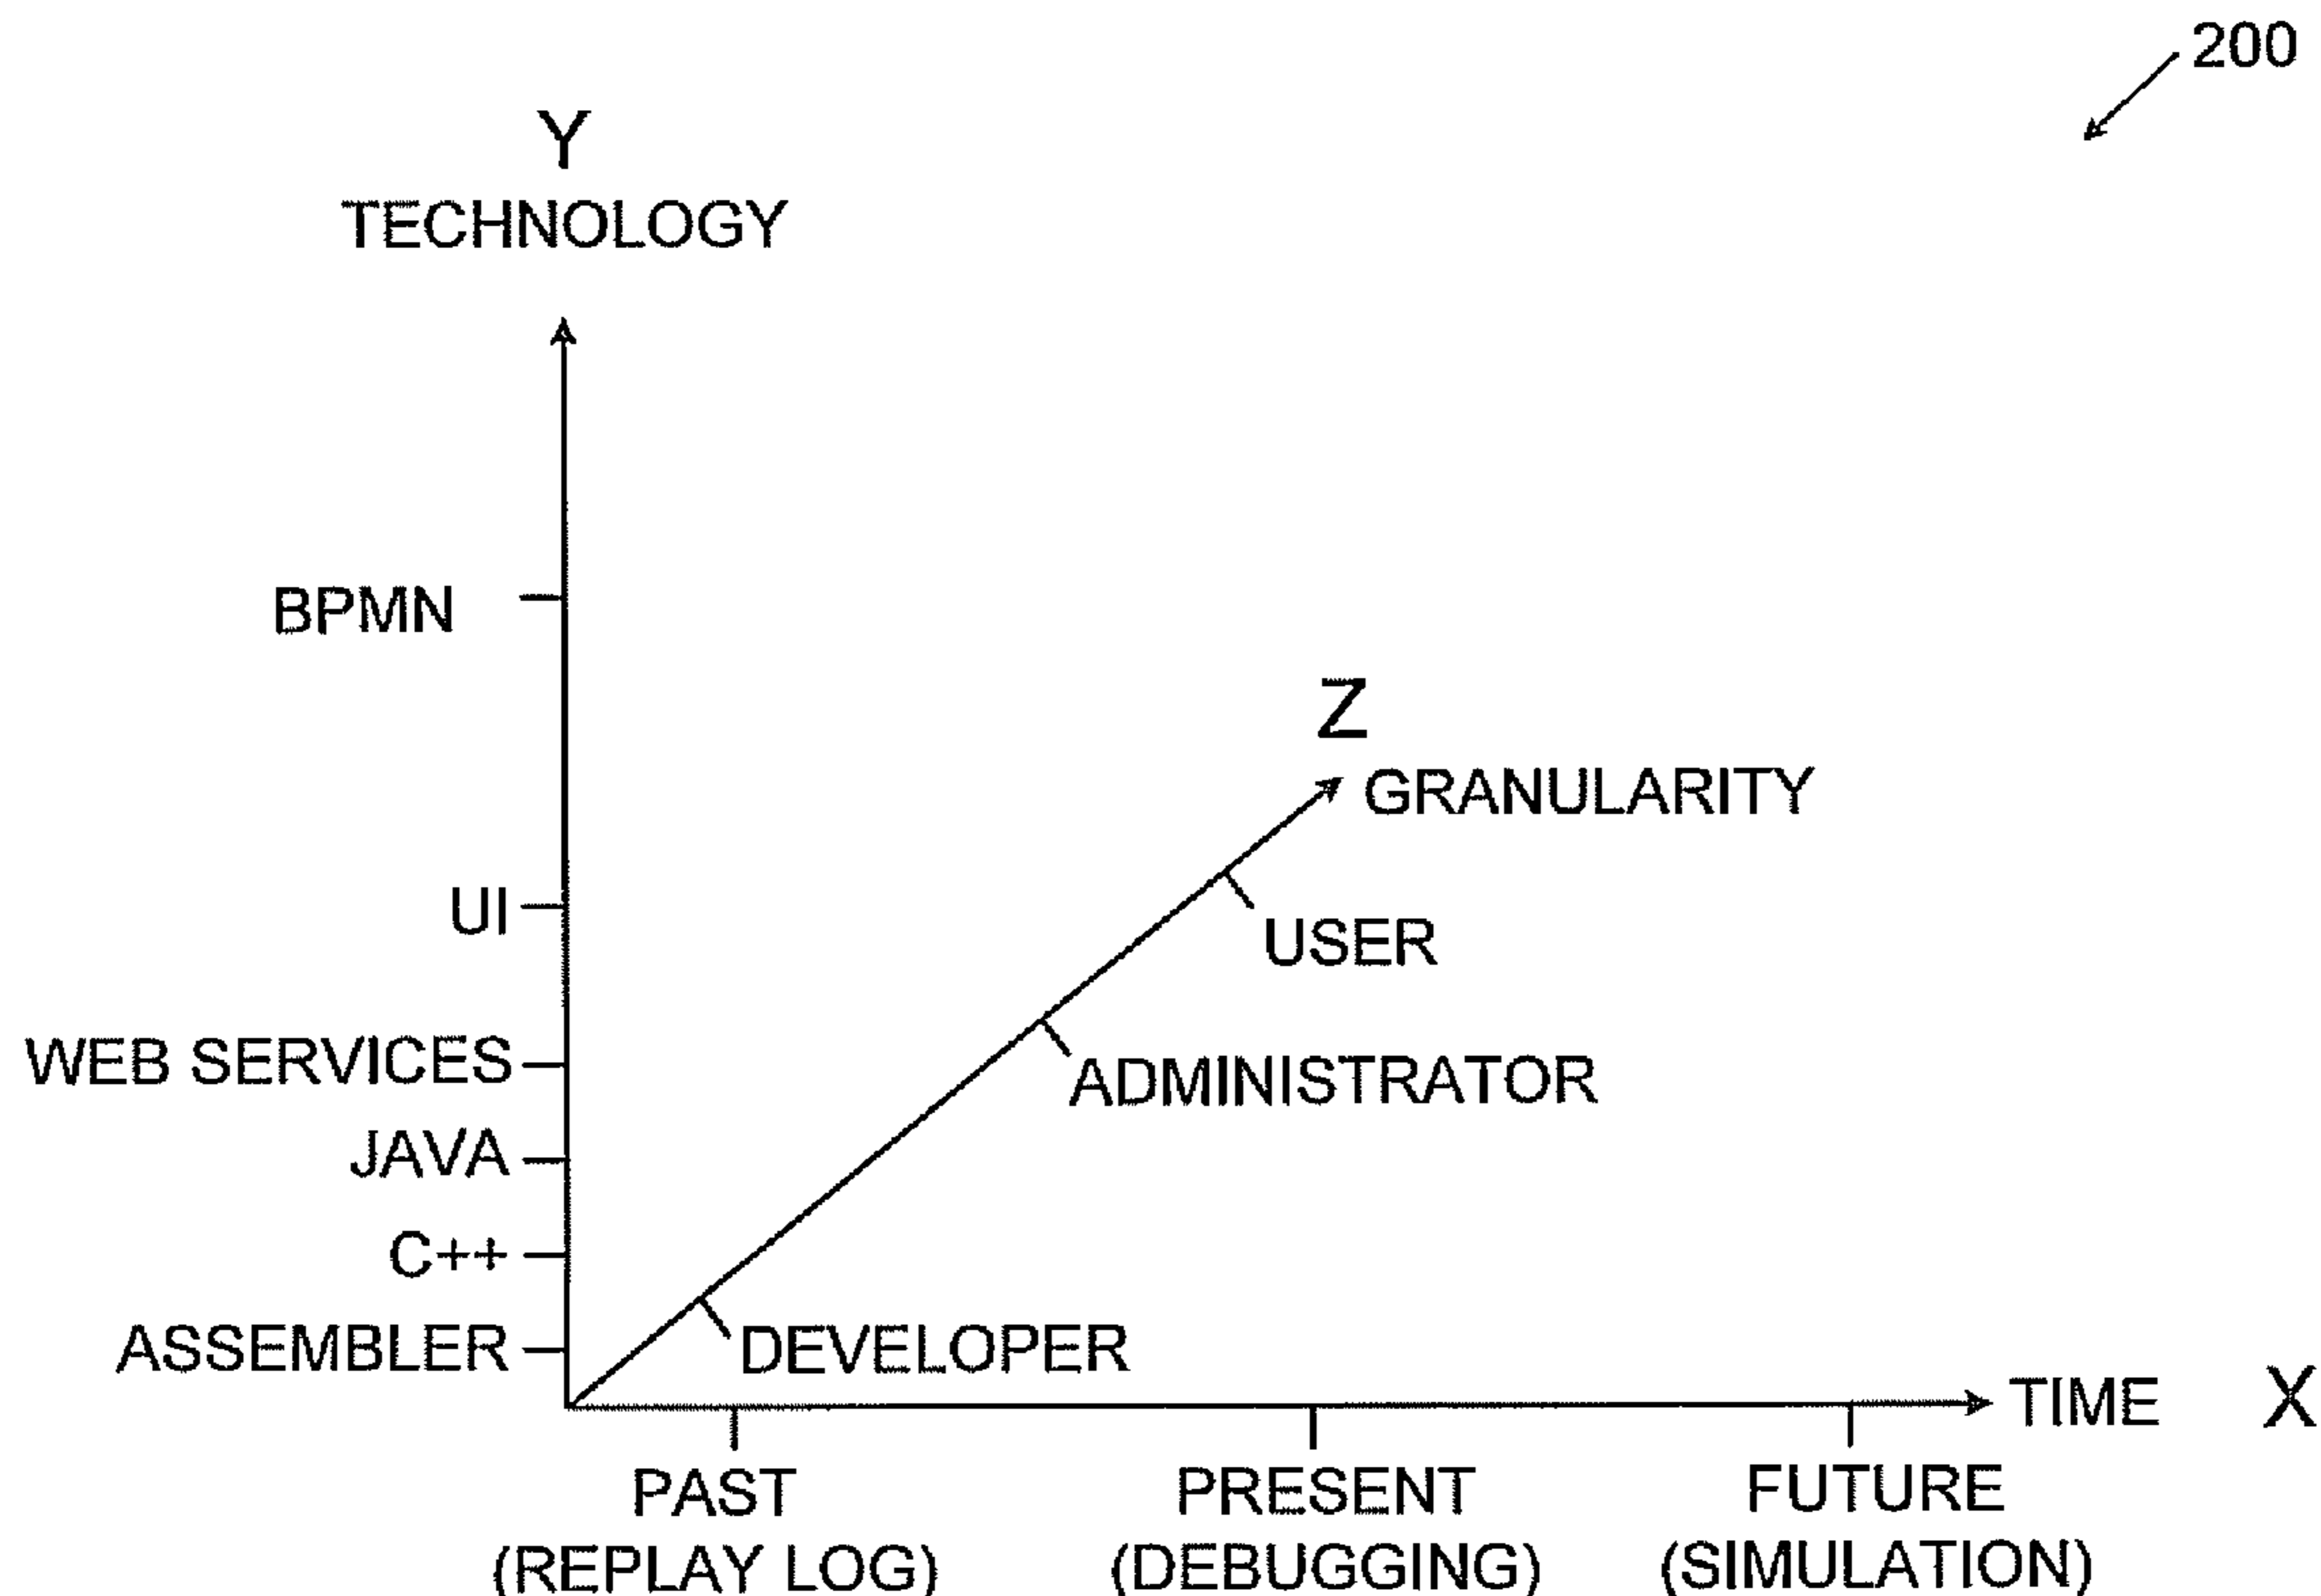 200
Y
TECHNOLOGY
BPMN
Z
GRANULARITY
UI
USER
WEB SERVICES
ADMINISTRATOR
JAVA
C++
ASSEMBLER
DEVELOPER
TIME X
PAST
(REPLAY LOG)
PRESENT
(DEBUGGING)
FUTURE
(SIMULATION)